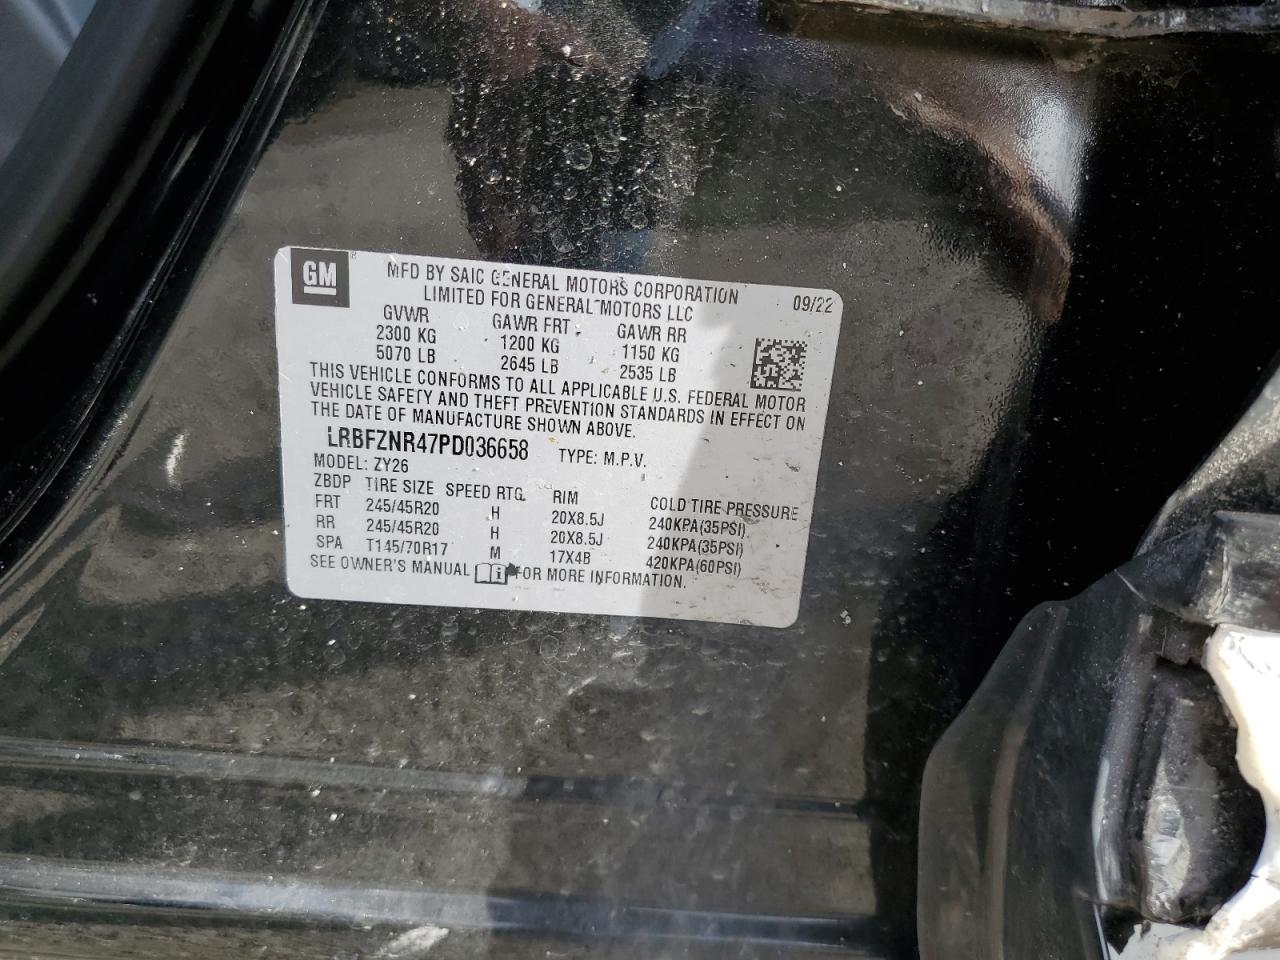 GM ® MFD BY SAIC GENERAL MOTORS CORPORATION 09/22
LIMITED FOR GENERAL MOTORS LLC
GVWR GAWR FRT GAWR RR
2300 KG 1200 KG 1150 KG
5070 LB 2645 LB 2535 LB
THIS VEHICLE CONFORMS TO ALL APPLICABLE U.S. FEDERAL MOTOR
VEHICLE SAFETY AND THEFT PREVENTION STANDARDS IN EFFECT ON
THE DATE OF MANUFACTURE SHOWN ABOVE.
LRBFZNR47PD036658 TYPE: M.P.V.
MODEL: ZY26
ZBDP TIRE SIZE SPEED RTG. RIM COLD TIRE PRESSURE
FRT 245/45R20 H 20X8.5J 240KPA(35PSI)
RR 245/45R20 H 20X8.5J 240KPA(35PSI)
SPA T145/70R17 M 17X4B 420KPA(60PSI)
SEE OWNER'S MANUAL i FOR MORE INFORMATION.